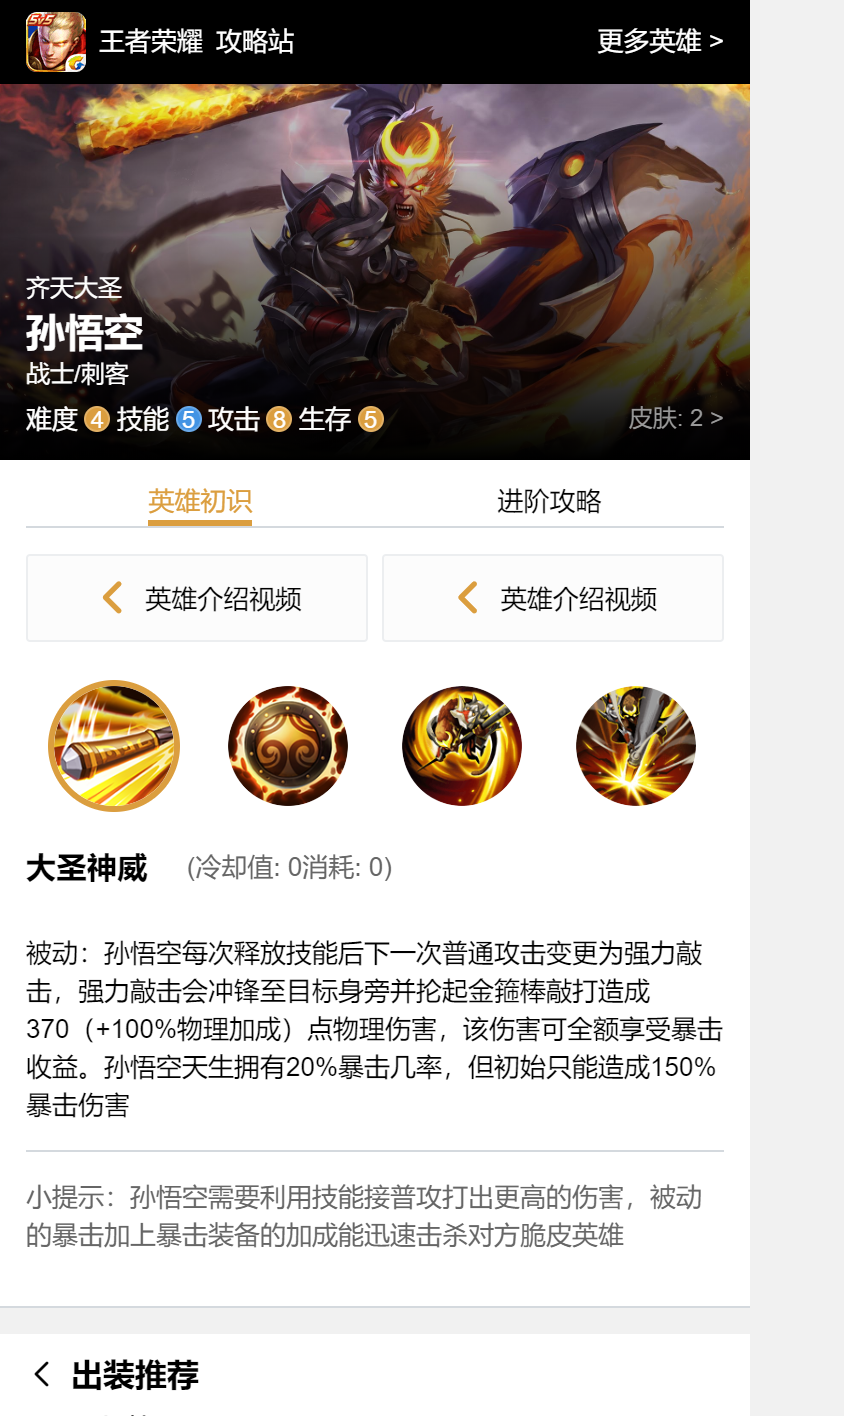 5V5
王者荣耀 攻略站
更多英雄 >
齐天大圣
孙悟空
战士/刺客
难度 4 技能 5 攻击 8 生存 5
皮肤: 2 >
英雄初识
进阶攻略
英雄介绍视频
英雄介绍视频
大圣神威 (冷却值: 0消耗: 0)
被动：孙悟空每次释放技能后下一次普通攻击变更为强力敲
击，强力敲击会冲锋至目标身旁并抡起金箍棒敲打造成
370（+100%物理加成）点物理伤害，该伤害可全额享受暴击
收益。孙悟空天生拥有20%暴击几率，但初始只能造成150%
暴击伤害
小提示：孙悟空需要利用技能接普攻打出更高的伤害，被动
的暴击加上暴击装备的加成能迅速击杀对方脆皮英雄
出装推荐